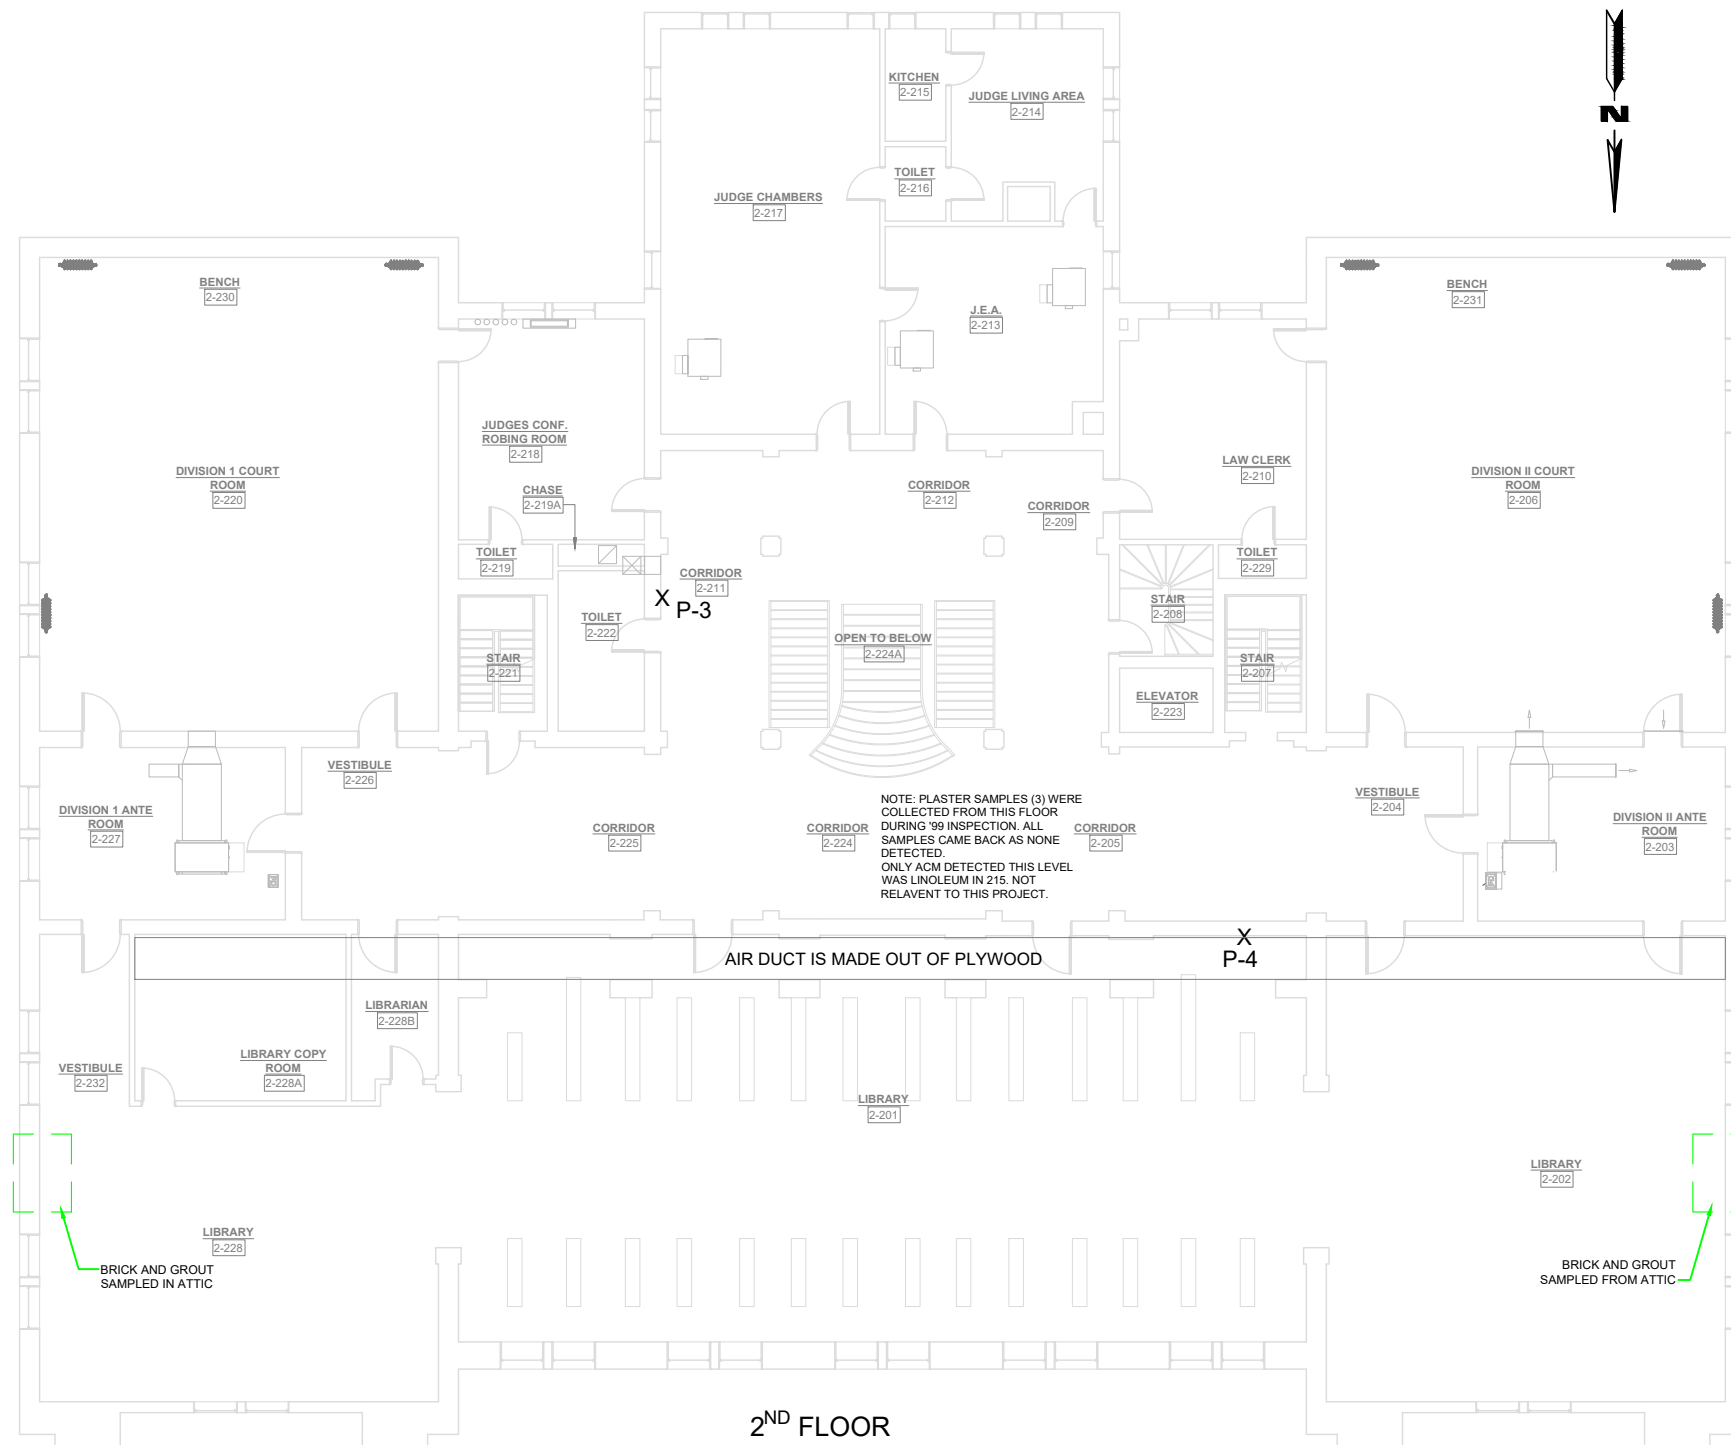 N
KITCHEN
2-215
JUDGE LIVING AREA
2-214
TOILET
2-216
JUDGE CHAMBERS
2-217
BENCH
2-230
BENCH
2-231
J.E.A.
2-213
JUDGES CONF.
ROBING ROOM
2-218
DIVISION 1 COURT
ROOM
2-220
CHASE
2-219A
CORRIDOR
2-212
CORRIDOR
2-209
LAW CLERK
2-210
DIVISION II COURT
ROOM
2-206
TOILET
2-219
CORRIDOR
2-211
TOILET
2-229
X
P-3
TOILET
2-222
STAIR
2-208
OPEN TO BELOW
2-224A
STAIR
2-221
STAIR
2-207
ELEVATOR
2-223
VESTIBULE
2-226
VESTIBULE
2-204
DIVISION 1 ANTE
ROOM
2-227
DIVISION II ANTE
ROOM
2-203
CORRIDOR
2-225
CORRIDOR
2-224
NOTE: PLASTER SAMPLES (3) WERE
COLLECTED FROM THIS FLOOR
DURING '99 INSPECTION. ALL
SAMPLES CAME BACK AS NONE
DETECTED.
ONLY ACM DETECTED THIS LEVEL
WAS LINOLEUM IN 215. NOT
RELAVENT TO THIS PROJECT.
CORRIDOR
2-205
X
P-4
AIR DUCT IS MADE OUT OF PLYWOOD
LIBRARIAN
2-228B
LIBRARY COPY
ROOM
2-228A
VESTIBULE
2-232
LIBRARY
2-201
LIBRARY
2-202
LIBRARY
2-228
BRICK AND GROUT
SAMPLED IN ATTIC
BRICK AND GROUT
SAMPLED FROM ATTIC
2ND FLOOR